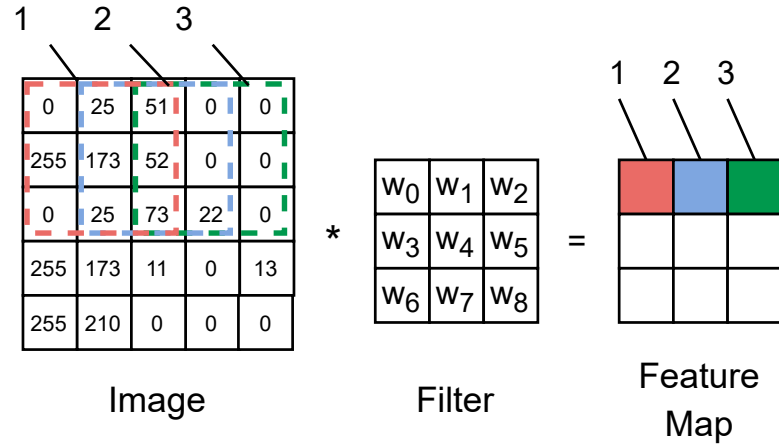 1 2 3
0 25 51 0 0
255 173 52 0 0
0 25 73 22 0
255 173 11 0 13
255 210 0 0 0
Image
*
w0 w1 w2
w3 w4 w5
w6 w7 w8
Filter
=
1 2 3
Feature
Map